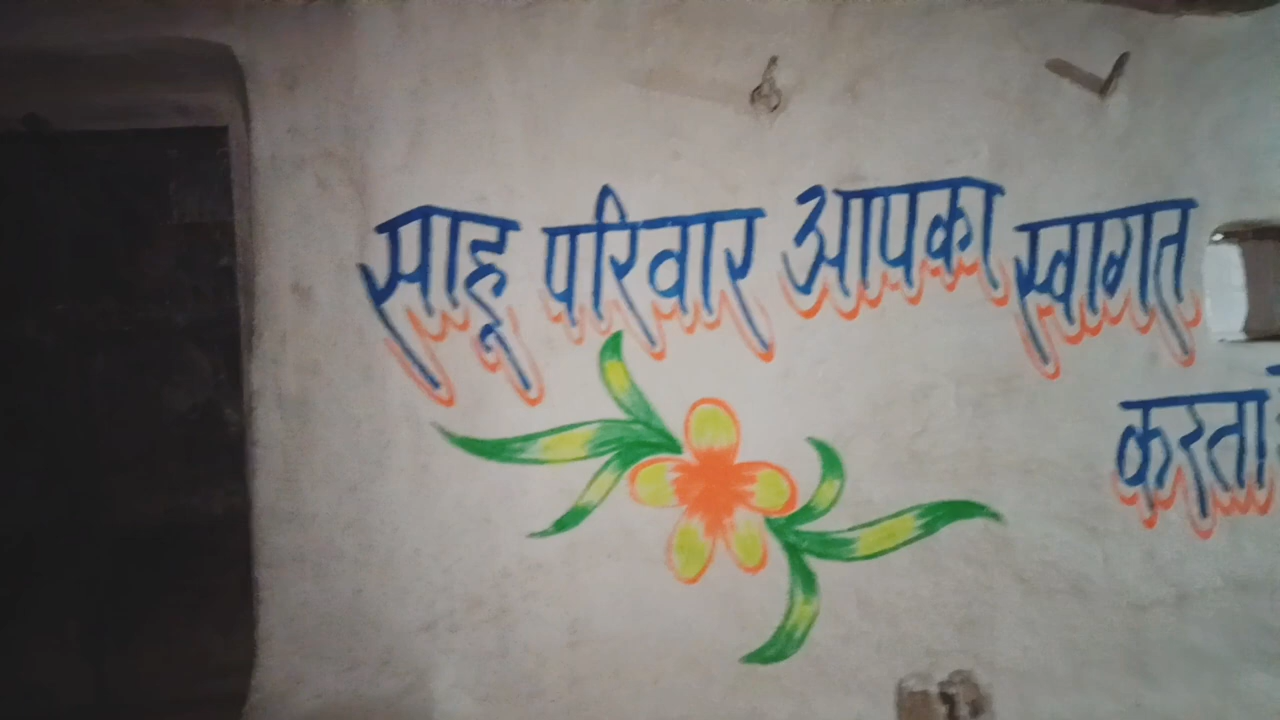 साहू परिवार आपका स्वागत
करता